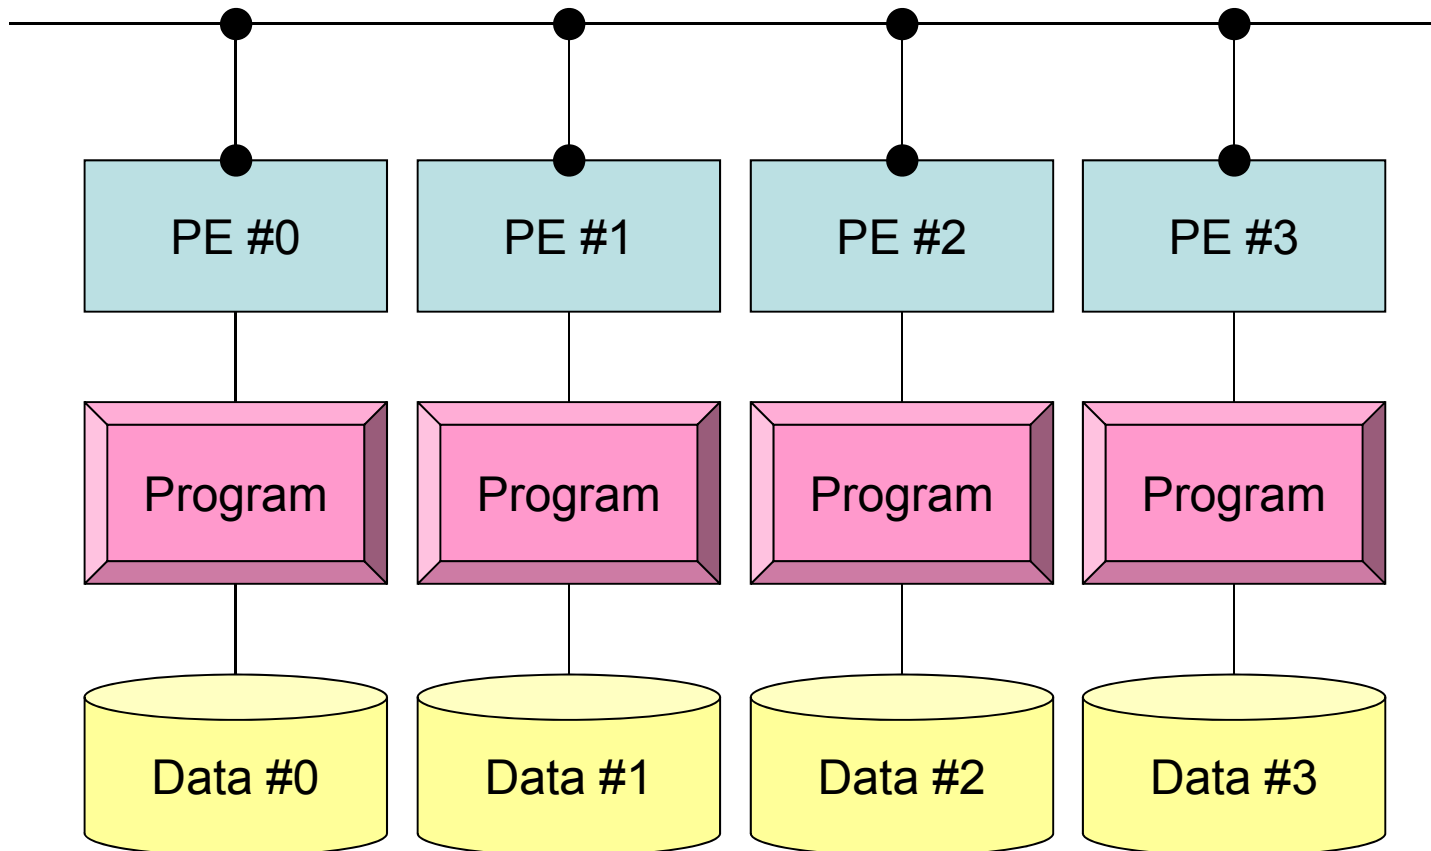 PE #0
PE #1
PE #2
PE #3
Program
Program
Program
Program
Data #0
Data #1
Data #2
Data #3